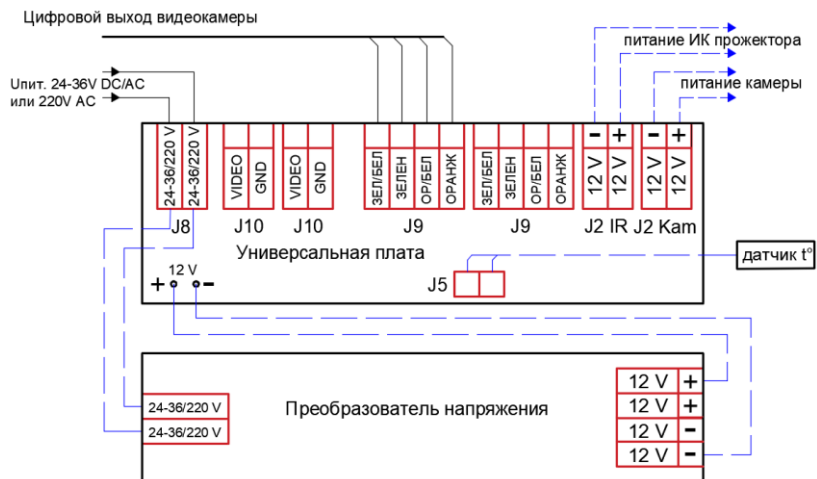 Цифровой выход видеокамеры
питание ИК прожектора
Uпит. 24-36V DC/AC
или 220V AC
питание камеры
24-36/220 V
24-36/220 V
VIDEO
GND
VIDEO
GND
ЗЕЛ/БЕЛ
ЗЕЛЕН
ОР/БЕЛ
ОРАНЖ
ЗЕЛ/БЕЛ
ЗЕЛЕН
ОР/БЕЛ
ОРАНЖ
12 V −
12 V +
12 V −
12 V +
J8 J10 J10 J9 J9 J2 IR J2 Kam
Универсальная плата
датчик t°
12 V
+ −
J5
12 V +
12 V +
12 V −
12 V −
24-36/220 V
24-36/220 V
Преобразователь напряжения